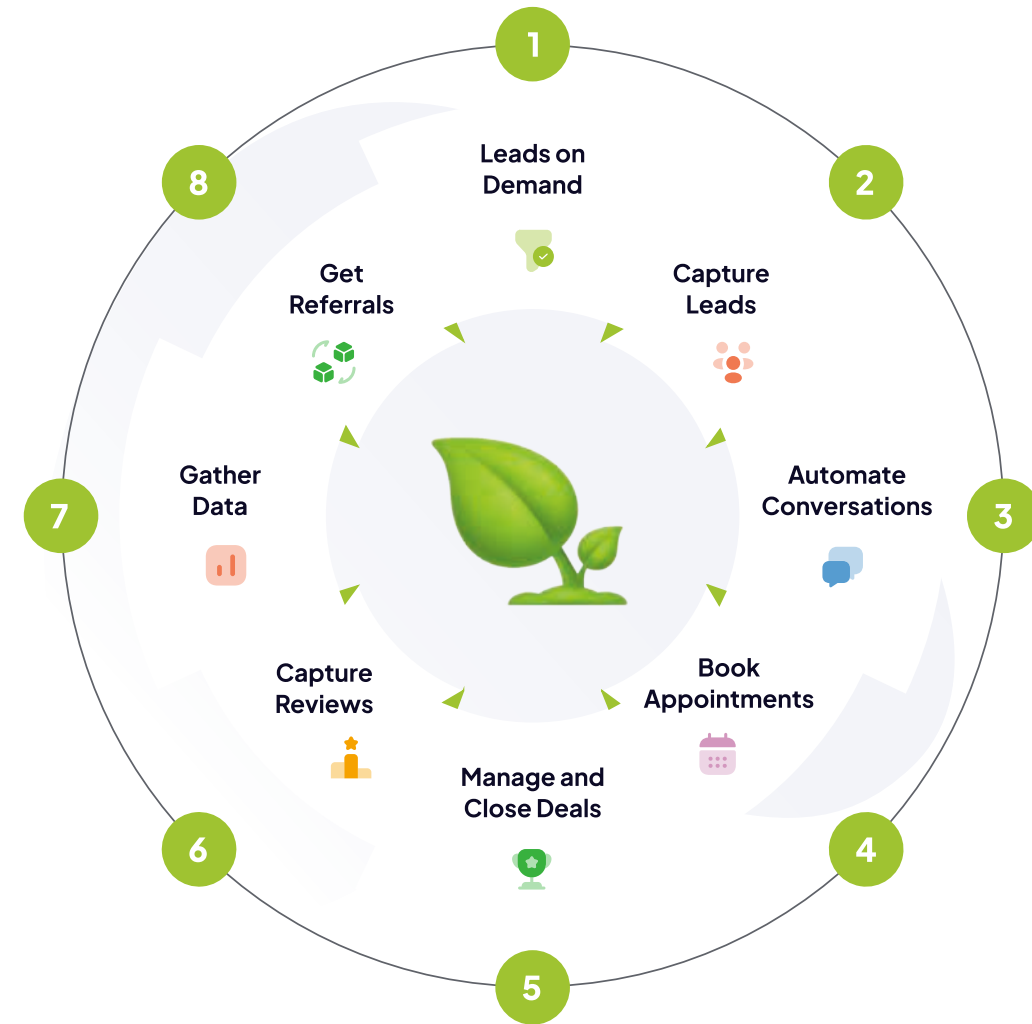 1
Leads on
Demand
2
Capture
Leads
3
Automate
Conversations
4
Book
Appointments
5
Manage and
Close Deals
6
Capture
Reviews
7
Gather
Data
8
Get
Referrals